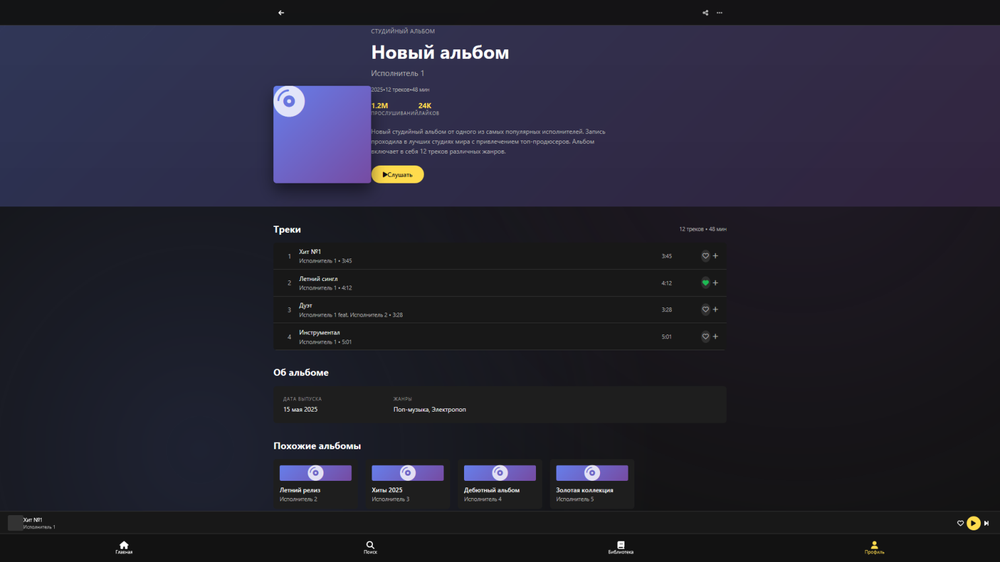 СТУДИЙНЫЙ АЛЬБОМ
Новый альбом
Исполнитель 1
2025•12 треков•48 мин
1.2M 24K
ПРОСЛУШИВАНИЙЛАЙКОВ
Новый студийный альбом от одного из самых популярных исполнителей. Запись
проходила в лучших студиях мира с привлечением топ-продюсеров. Альбом
включает в себя 12 треков различных жанров.
Слушать
Треки 12 треков • 48 мин
1 Хит №1 3:45
Исполнитель 1 • 3:45
2 Летний сингл 4:12
Исполнитель 1 • 4:12
3 Дуэт 3:28
Исполнитель 1 feat. Исполнитель 2 • 3:28
4 Инструментал 5:01
Исполнитель 1 • 5:01
Об альбоме
ДАТА ВЫПУСКА ЖАНРЫ
15 мая 2025 Поп-музыка, Электропоп
Похожие альбомы
Летний релиз Хиты 2025 Дебютный альбом Золотая коллекция
Исполнитель 2 Исполнитель 3 Исполнитель 4 Исполнитель 5
Хит №1
Исполнитель 1
Главная Поиск Библиотека Профиль